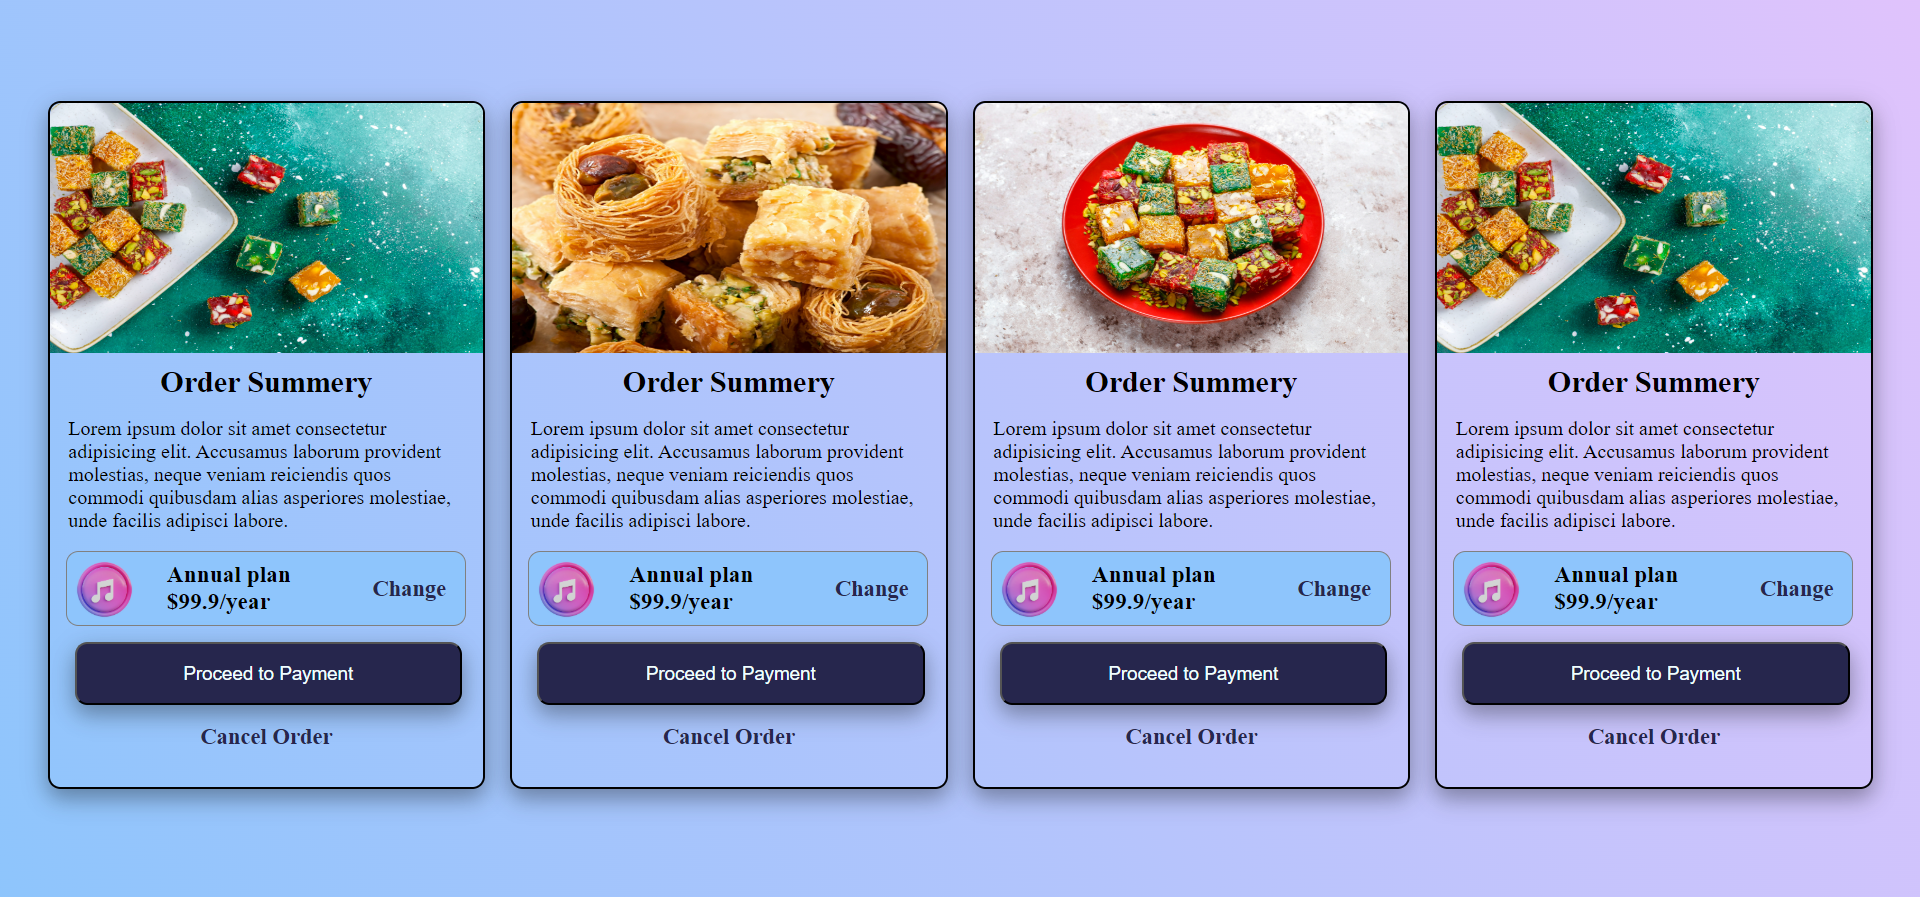 Order Summery
Lorem ipsum dolor sit amet consectetur
adipisicing elit. Accusamus laborum provident
molestias, neque veniam reiciendis quos
commodi quibusdam alias asperiores molestiae,
unde facilis adipisci labore.
Annual plan
$99.9/year
Change
Proceed to Payment
Cancel Order
Order Summery
Lorem ipsum dolor sit amet consectetur
adipisicing elit. Accusamus laborum provident
molestias, neque veniam reiciendis quos
commodi quibusdam alias asperiores molestiae,
unde facilis adipisci labore.
Annual plan
$99.9/year
Change
Proceed to Payment
Cancel Order
Order Summery
Lorem ipsum dolor sit amet consectetur
adipisicing elit. Accusamus laborum provident
molestias, neque veniam reiciendis quos
commodi quibusdam alias asperiores molestiae,
unde facilis adipisci labore.
Annual plan
$99.9/year
Change
Proceed to Payment
Cancel Order
Order Summery
Lorem ipsum dolor sit amet consectetur
adipisicing elit. Accusamus laborum provident
molestias, neque veniam reiciendis quos
commodi quibusdam alias asperiores molestiae,
unde facilis adipisci labore.
Annual plan
$99.9/year
Change
Proceed to Payment
Cancel Order